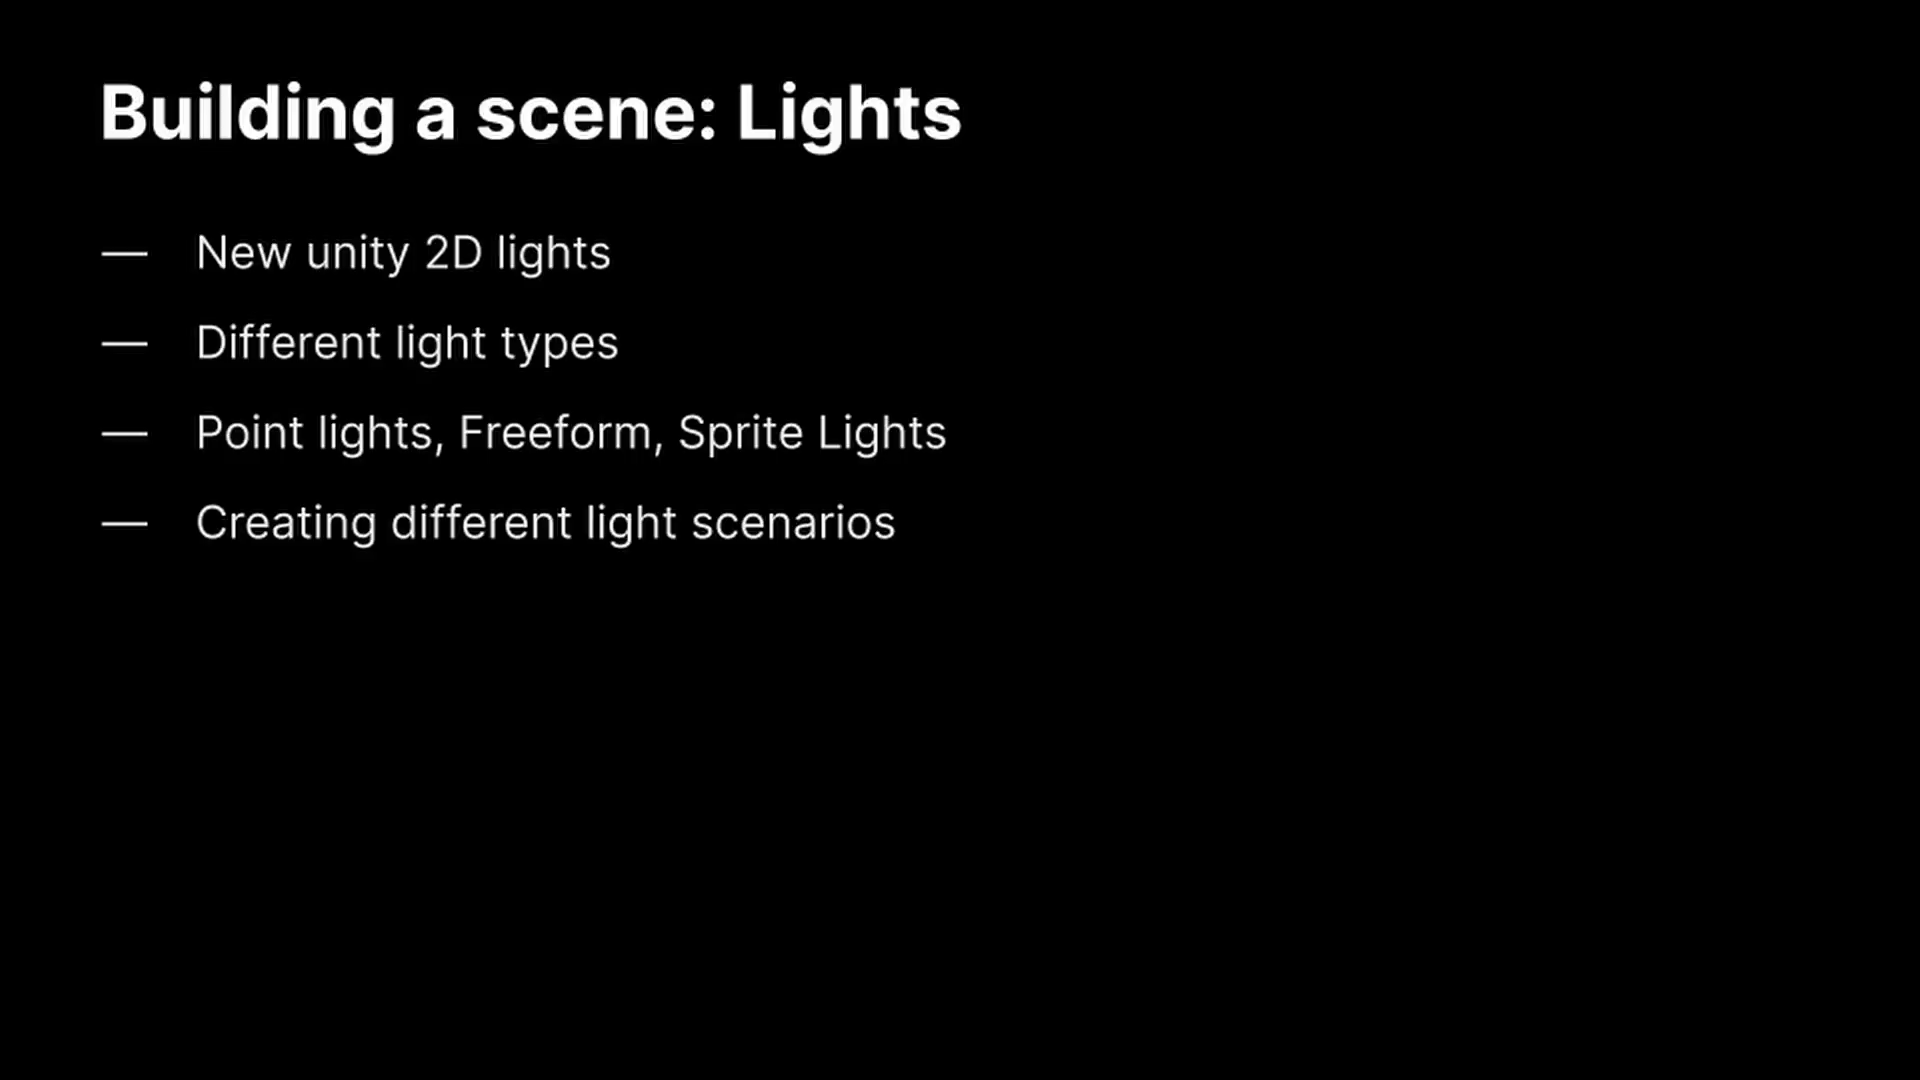 Building a scene: Lights
— New unity 2D lights
— Different light types
— Point lights, Freeform, Sprite Lights
— Creating different light scenarios